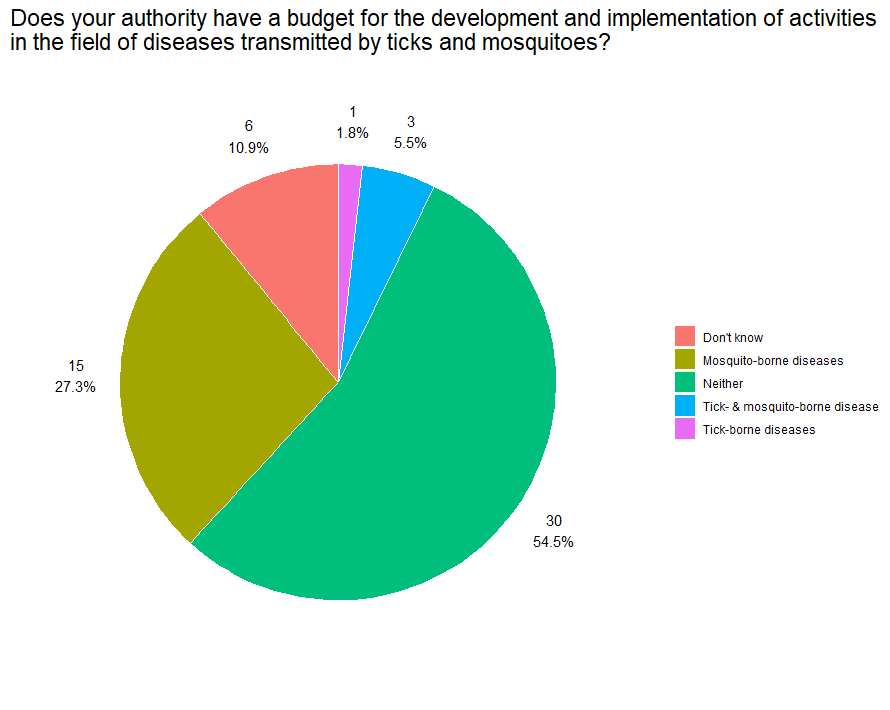 Does your authority have a budget for the development and implementation of activities
in the field of diseases transmitted by ticks and mosquitoes?
1
1.8%
3
5.5%
6
10.9%
15
27.3%
30
54.5%
Don't know
Mosquito-borne diseases
Neither
Tick- & mosquito-borne disease
Tick-borne diseases